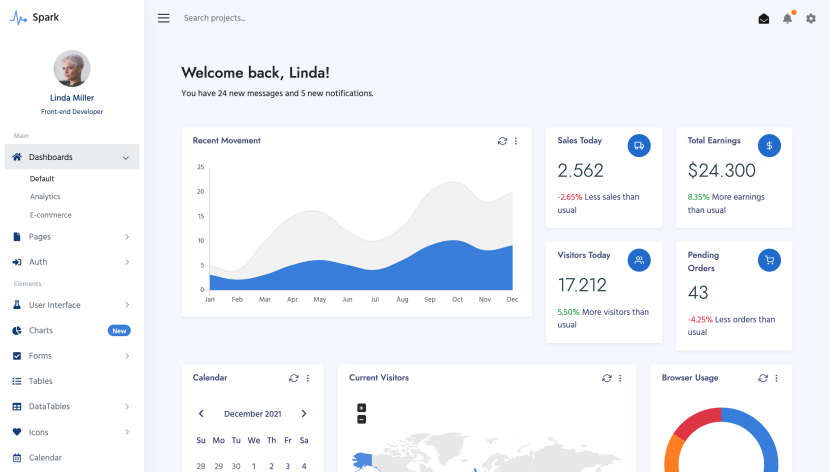 Spark
Search projects..
Linda Miller
Front-end Developer
Main
Dashboards
Default
Analytics
E-commerce
Pages
Auth
Elements
User Interface
Charts
New
Forms
Tables
DataTables
Icons
Calendar
Welcome back, Linda!
You have 24 new messages and 5 new notifications.
Recent Movement
25
20
15
10
5
0
Jan Feb Mar Apr May Jun Jul Aug Sep Oct Nov Dec
Sales Today
2.562
-2.65% Less sales than
usual
Total Earnings
$
$24.300
8.35% More earnings
than usual
Visitors Today
17.212
5.50% More visitors than
usual
Pending
Orders
43
-4.25% Less orders than
usual
Calendar
December 2021
Su Mo Tu We Th Fr Sa
28 29 30 1 2 3 4
Current Visitors
+
−
Browser Usage